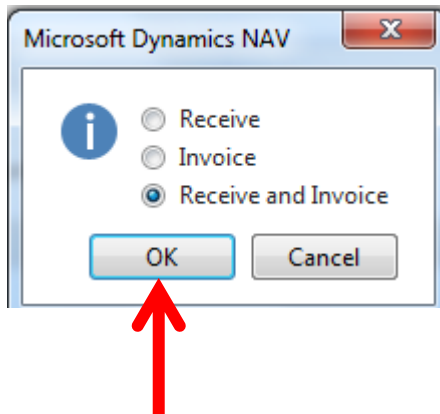 Microsoft Dynamics NAV
Receive
Invoice
Receive and Invoice
OK
Cancel